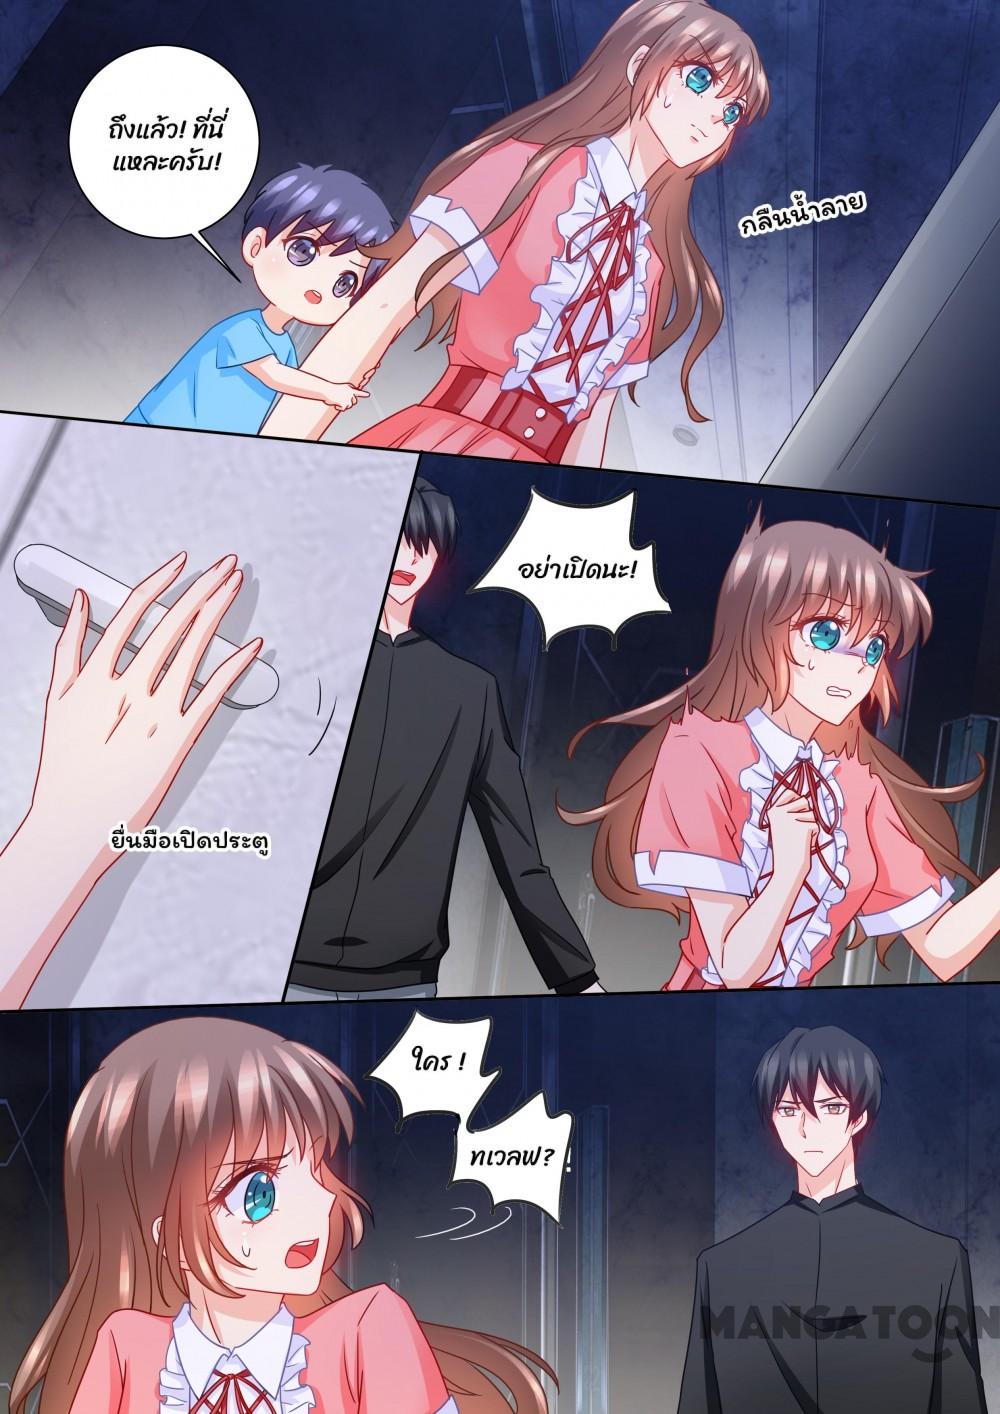 ถึงแล้ว! ที่นี่
แหละครับ!
กลืนน้ำลาย
อย่าเปิดนะ!
ยื่นมือเปิดประตู
ใคร !
ทเวลฟ?
MANGATOON